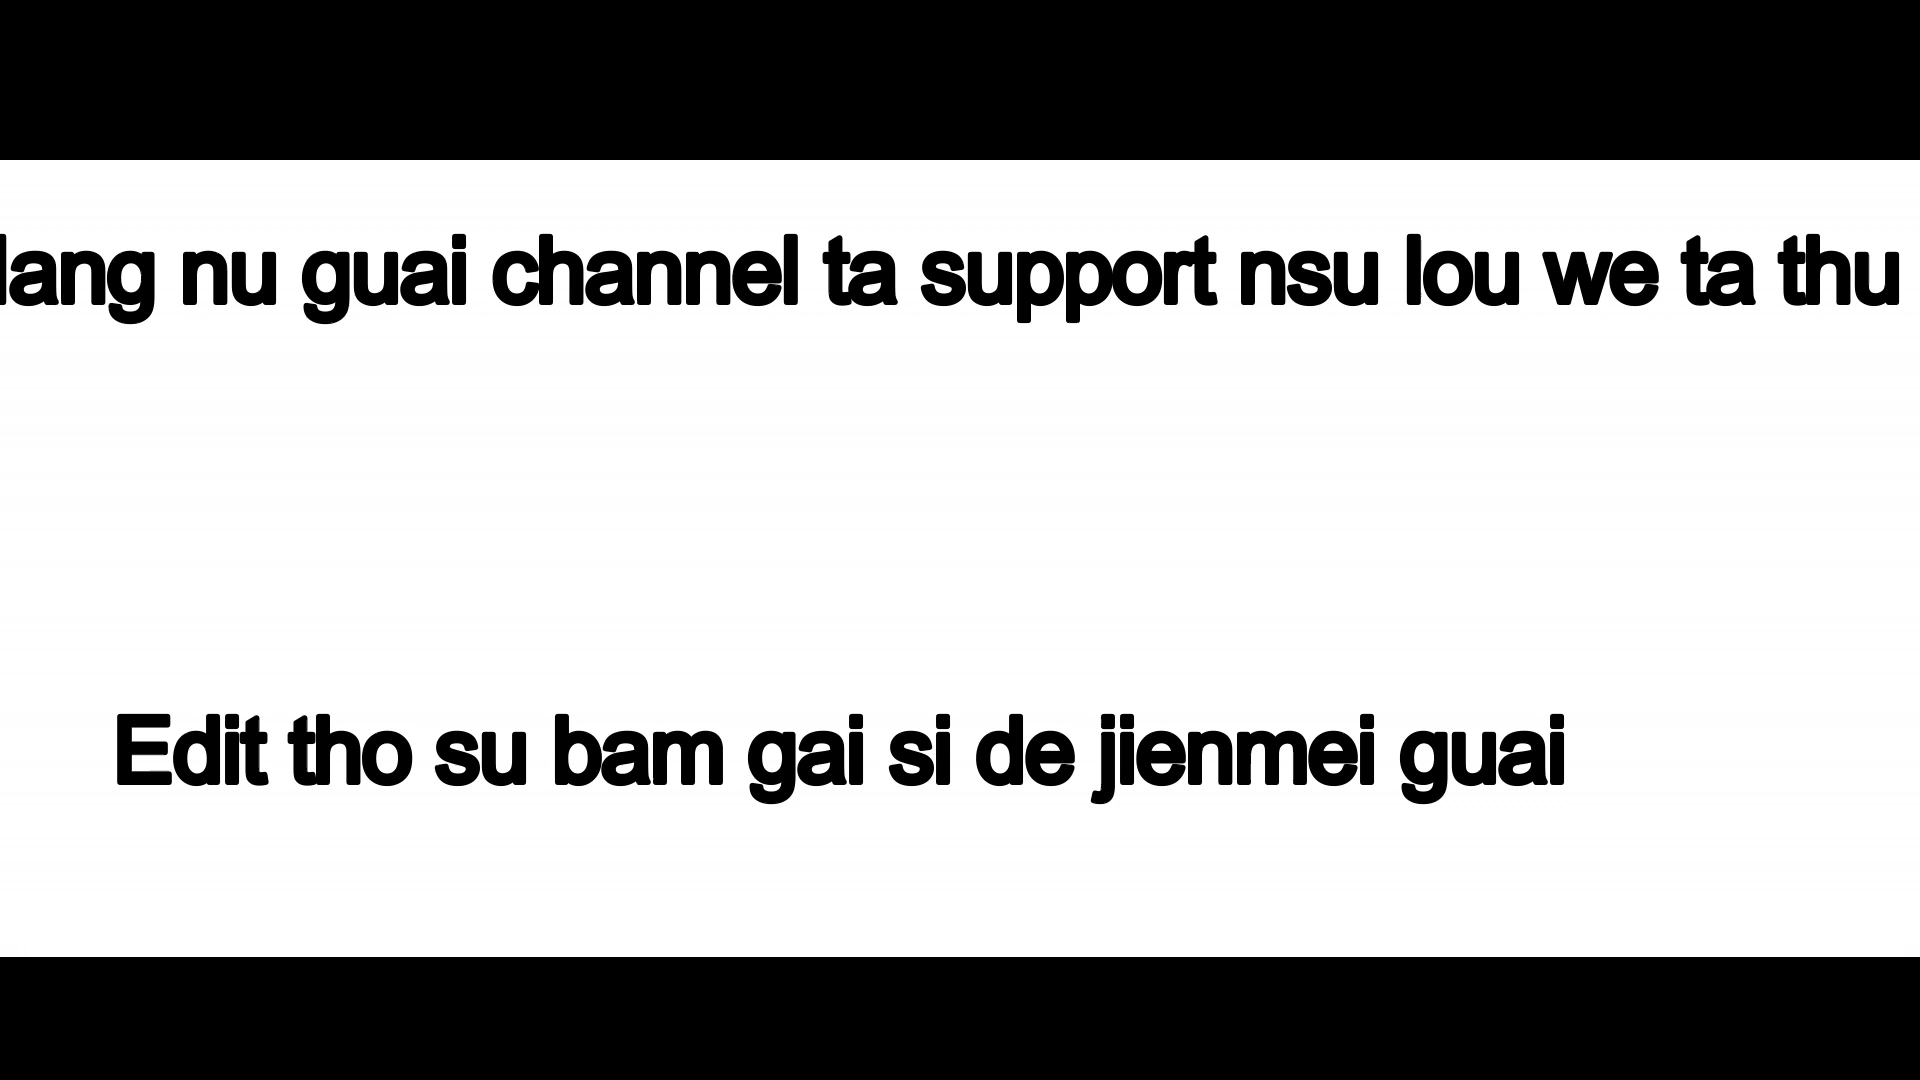 lang nu guai channel ta support nsu lou we ta thu
Edit tho su bam gai si de jienmei guai